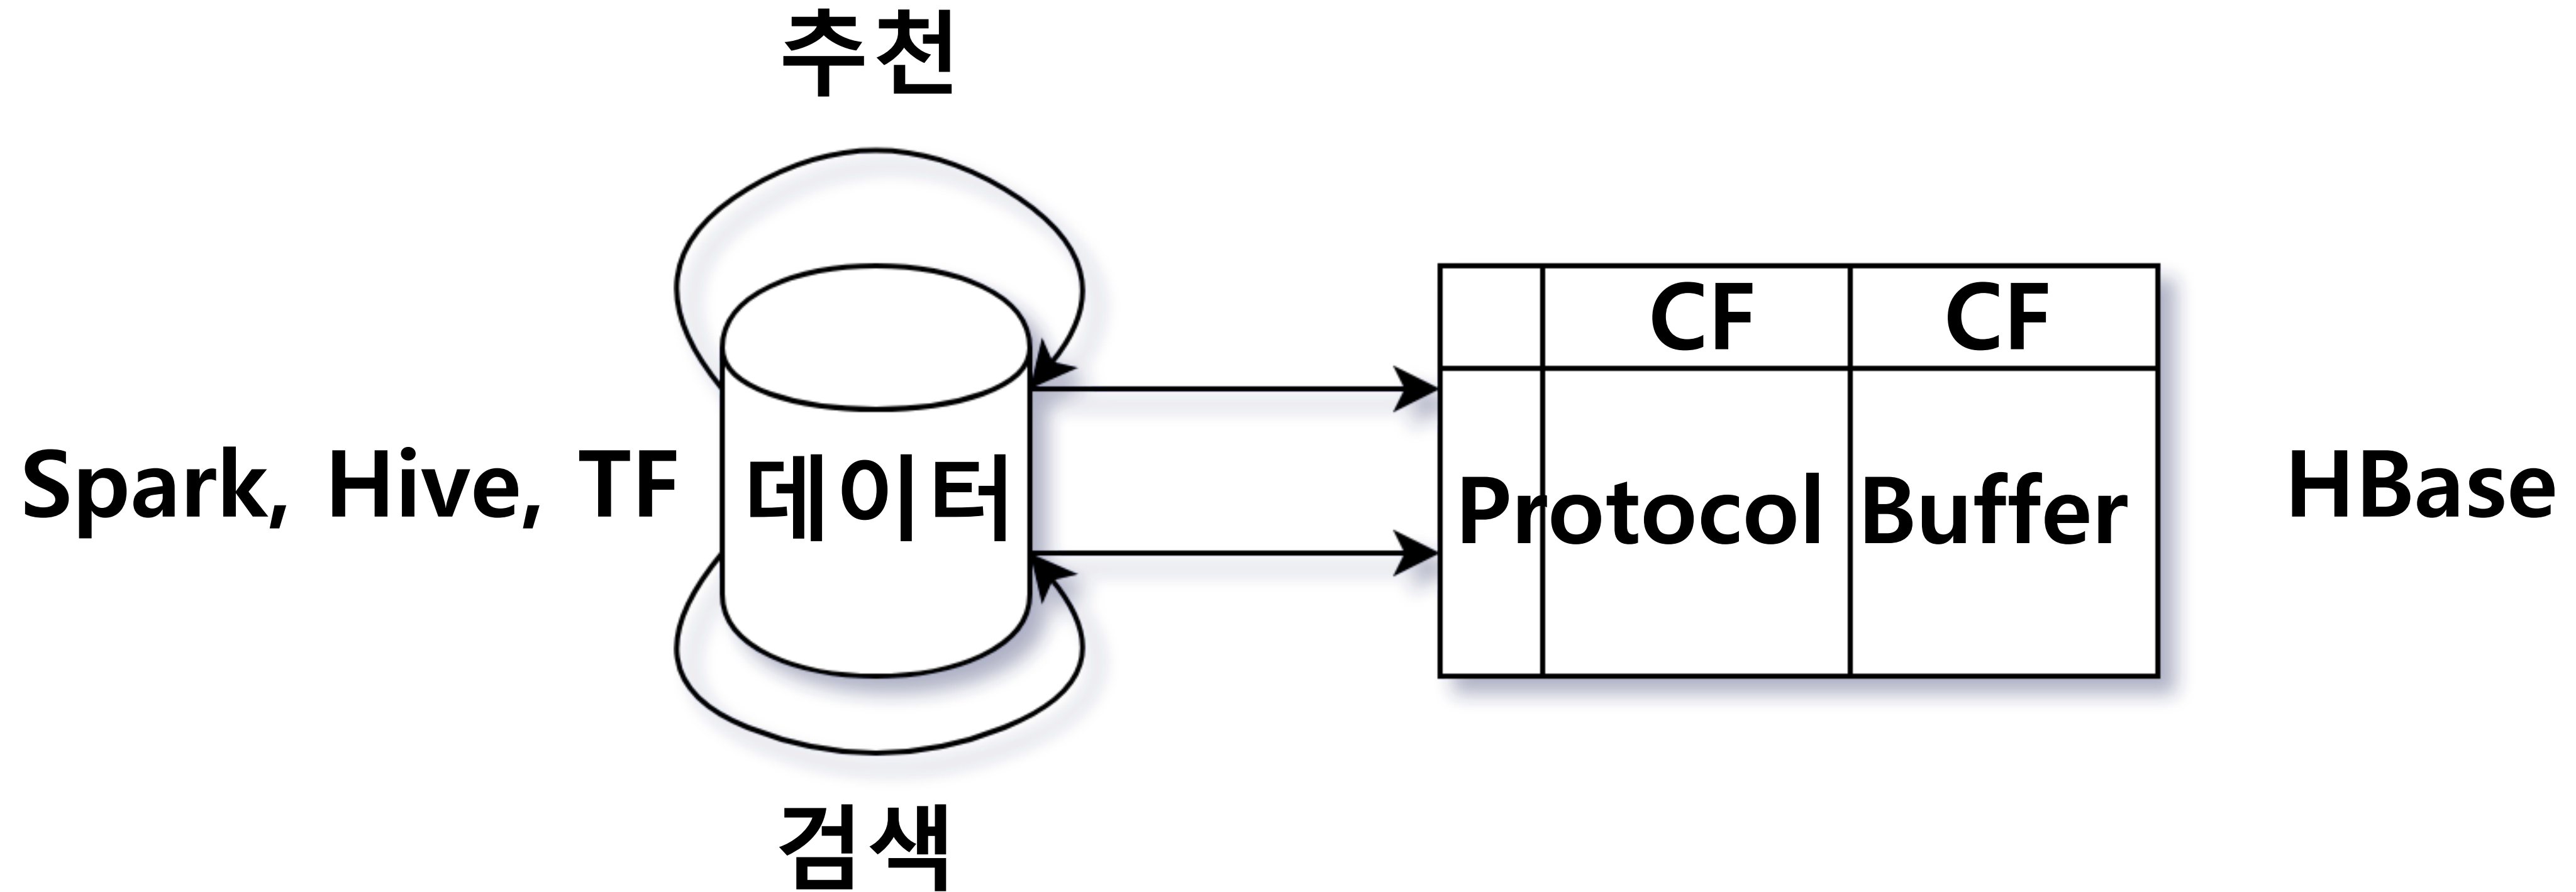 추천
CF CF
Spark, Hive, TF 데이터 Protocol Buffer HBase
검색